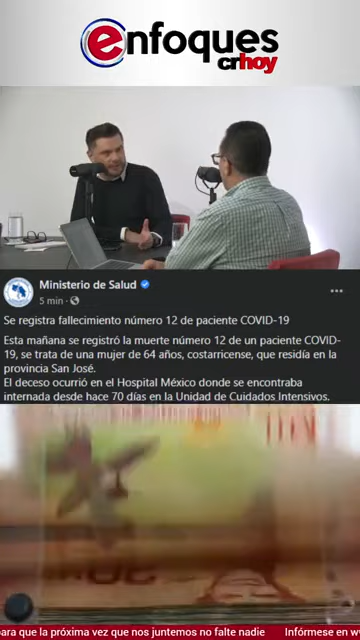 enfoques
crhoy
Ministerio de Salud
5 min ·
Se registra fallecimiento número 12 de paciente COVID-19
Esta mañana se registró la muerte número 12 de un paciente COVID-
19, se trata de una mujer de 64 años, costarricense, que residía en la
provincia San José.
El deceso ocurrió en el Hospital México donde se encontraba
internada desde hace 70 días en la Unidad de Cuidados Intensivos.
para que la próxima vez que nos juntemos no falte nadie Infórmese en